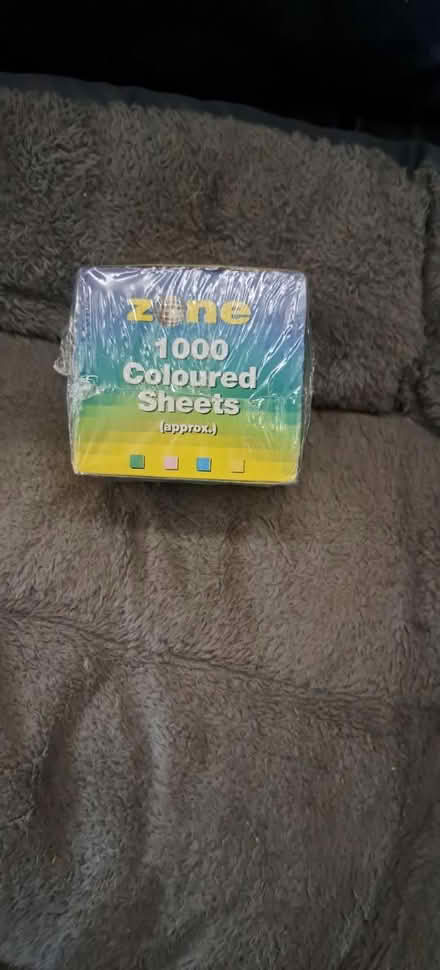 zone
1000
Coloured
Sheets
(approx.)